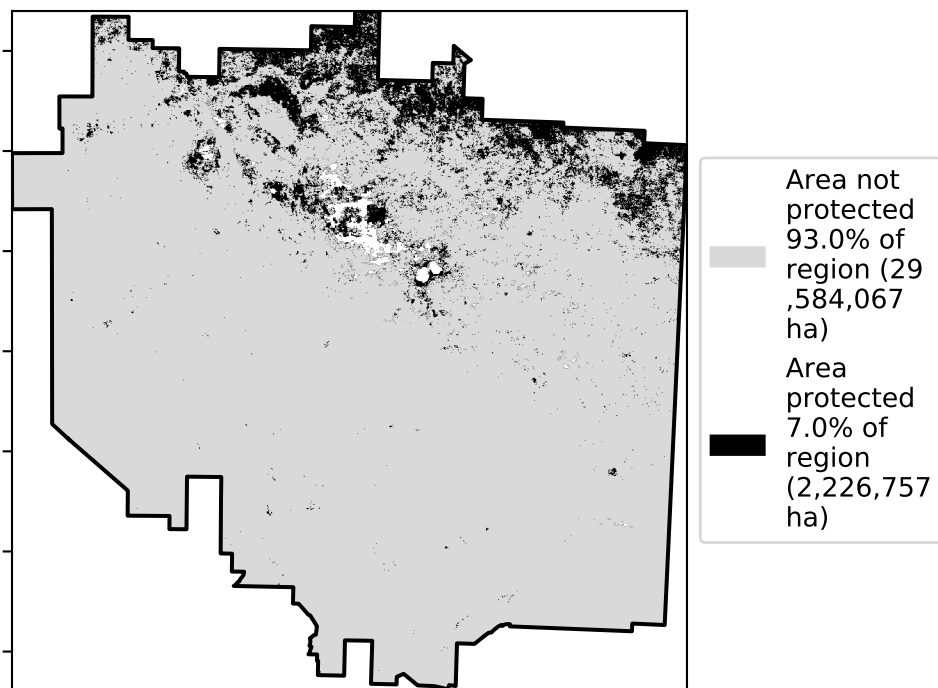 Area not
protected
93.0% of
region (29
,584,067
ha)
Area
protected
7.0% of
region
(2,226,757
ha)